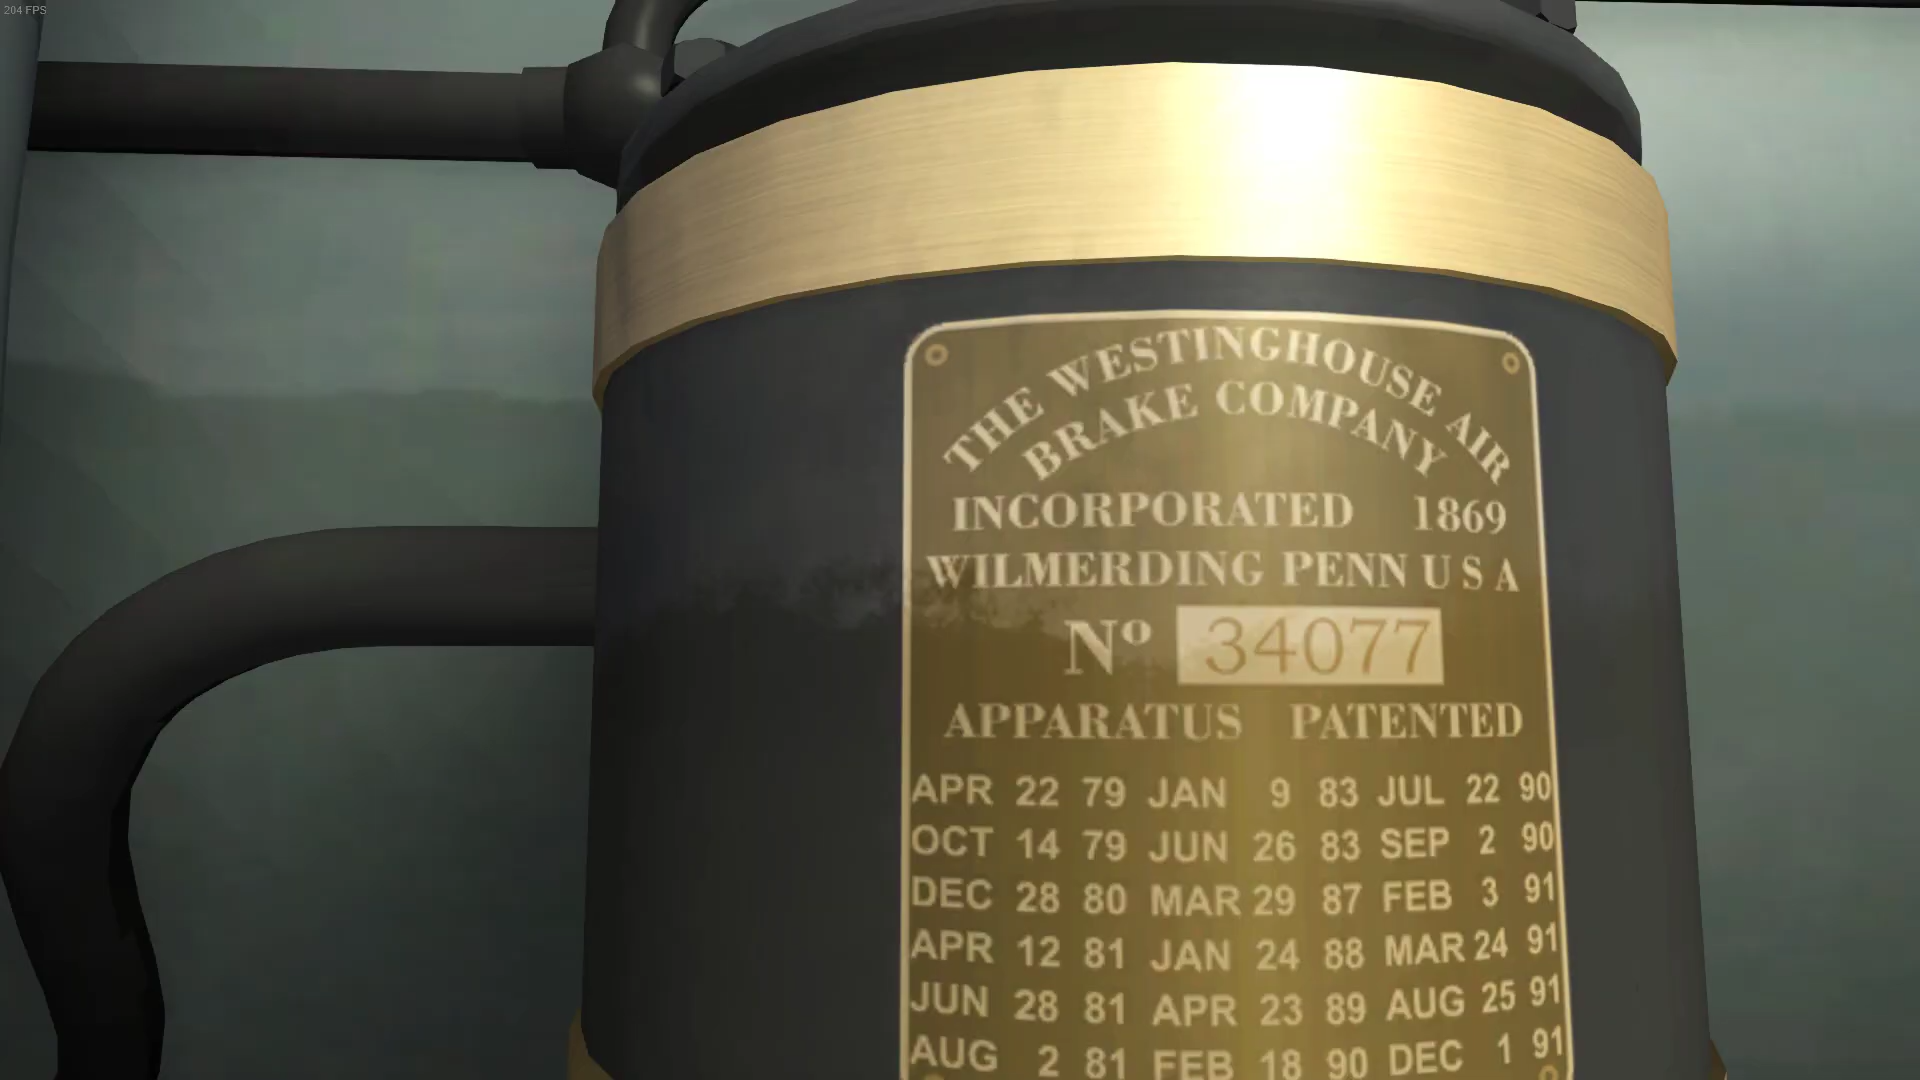 204 FPS
THE WESTINGHOUSE AIR
BRAKE COMPANY
INCORPORATED 1869
WILMERDING PENN U S A
Nº 34077
APPARATUS PATENTED
APR 22 79 JAN 9 83 JUL 22 90
OCT 14 79 JUN 26 83 SEP 2 90
DEC 28 80 MAR 29 87 FEB 3 91
APR 12 81 JAN 24 88 MAR 24 91
JUN 28 81 APR 23 89 AUG 25 91
AUG 2 81 FEB 18 90 DEC 1 91